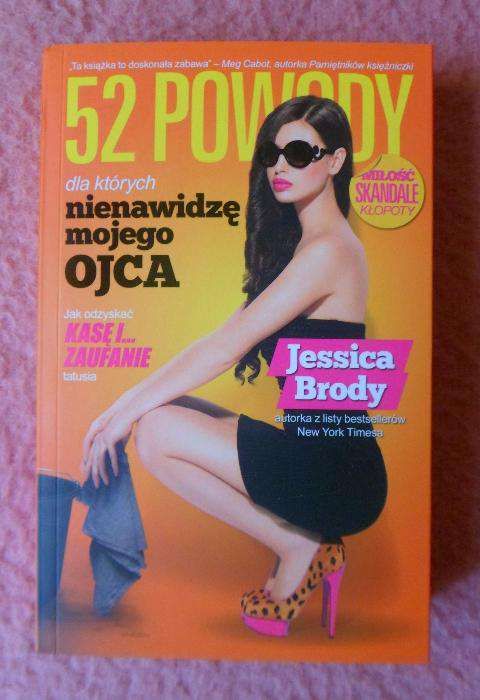 „Ta książka to doskonała zabawa” – Meg Cabot, autorka Pamiętników księżniczki
52 POWODY
dla których
nienawidzę
mojego
OJCA
MIŁOŚĆ
SKANDALE
KŁOPOTY
Jak odzyskać
KASĘ I...
ZAUFANIE
tatusia
Jessica
Brody
autorka z listy bestsellerów
New York Timesa